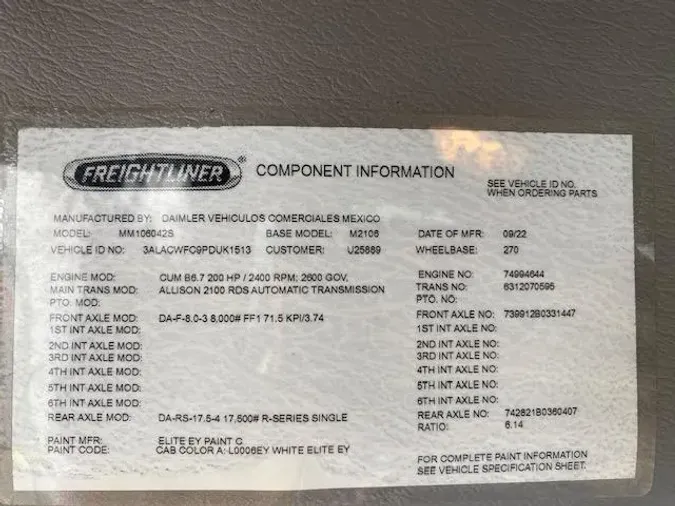 FREIGHTLINER® COMPONENT INFORMATION
SEE VEHICLE ID NO.
WHEN ORDERING PARTS
MANUFACTURED BY: DAIMLER VEHICULOS COMERCIALES MEXICO
MODEL: MM106042S BASE MODEL: M2106 DATE OF MFR: 09/22
VEHICLE ID NO: 3ALACWFC9PDUK1513 CUSTOMER: U25889 WHEELBASE: 270
ENGINE MOD: CUM B6.7 200 HP / 2400 RPM; 2600 GOV, ENGINE NO: 74994644
MAIN TRANS MOD: ALLISON 2100 RDS AUTOMATIC TRANSMISSION TRANS NO: 6312070595
PTO. MOD: PTO. NO:
FRONT AXLE MOD: DA-F-8.0-3 8,000# FF1 71.5 KPI/3.74 FRONT AXLE NO: 739912B0331447
1ST INT AXLE MOD: 1ST INT AXLE NO:
2ND INT AXLE MOD: 2ND INT AXLE NO:
3RD INT AXLE MOD: 3RD INT AXLE NO:
4TH INT AXLE MOD: 4TH INT AXLE NO:
5TH INT AXLE MOD: 5TH INT AXLE NO:
6TH INT AXLE MOD: 6TH INT AXLE NO:
REAR AXLE MOD: DA-RS-17.5-4 17,500# R-SERIES SINGLE REAR AXLE NO: 742821B0360407
RATIO: 6.14
PAINT MFR: ELITE EY PAINT C
PAINT CODE: CAB COLOR A: L0006EY WHITE ELITE EY
FOR COMPLETE PAINT INFORMATION
SEE VEHICLE SPECIFICATION SHEET.